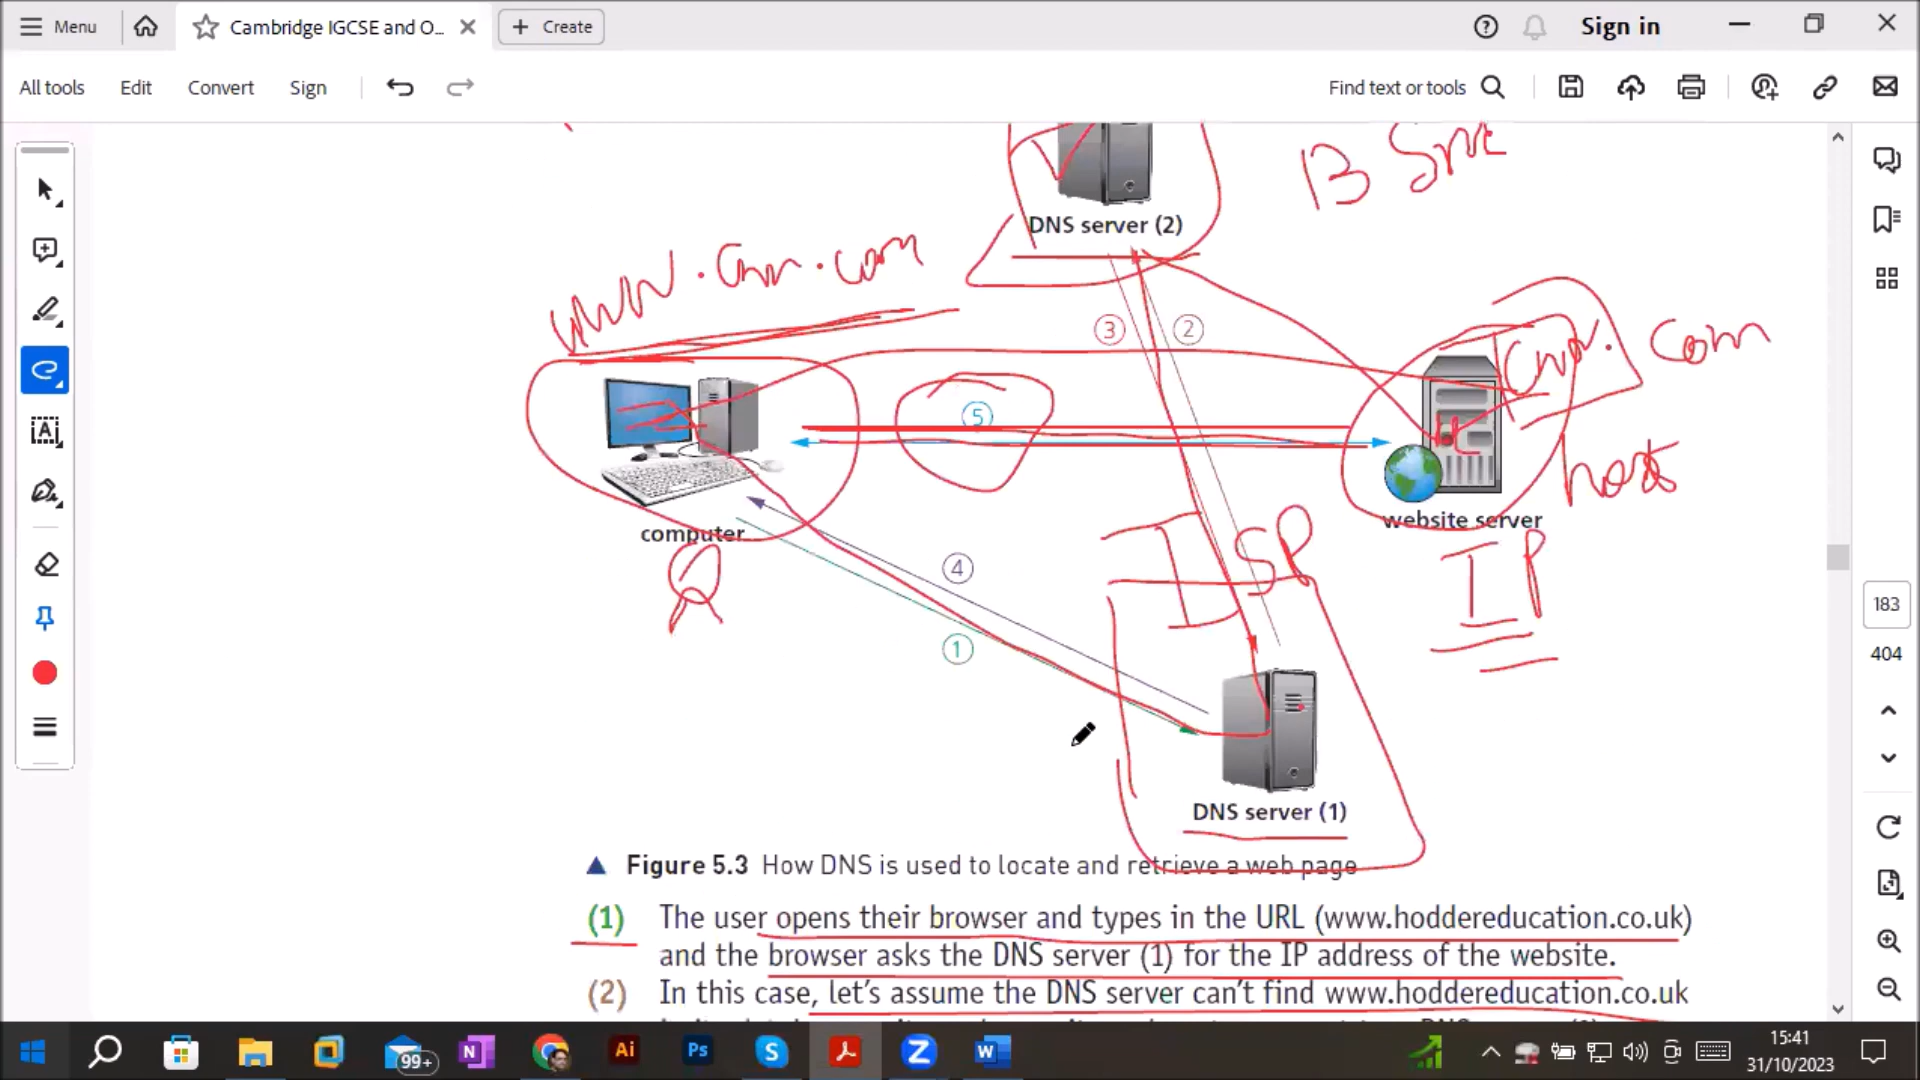 Menu
Cambridge IGCSE and O...
Create
Sign in
All tools
Edit
Convert
Sign
Find text or tools
DNS server (2)
B
www.cnn.com
3
2
cnn.com
5
host
computer
website server
ISP
IP
4
1
183
404
DNS server (1)
Figure 5.3 How DNS is used to locate and retrieve a web page
(1) The user opens their browser and types in the URL (www.hoddereducation.co.uk)
and the browser asks the DNS server (1) for the IP address of the website.
(2) In this case, let's assume the DNS server can't find www.hoddereducation.co.uk
99+
N
Ai
Ps
S
Z
W
15:41
31/10/2023